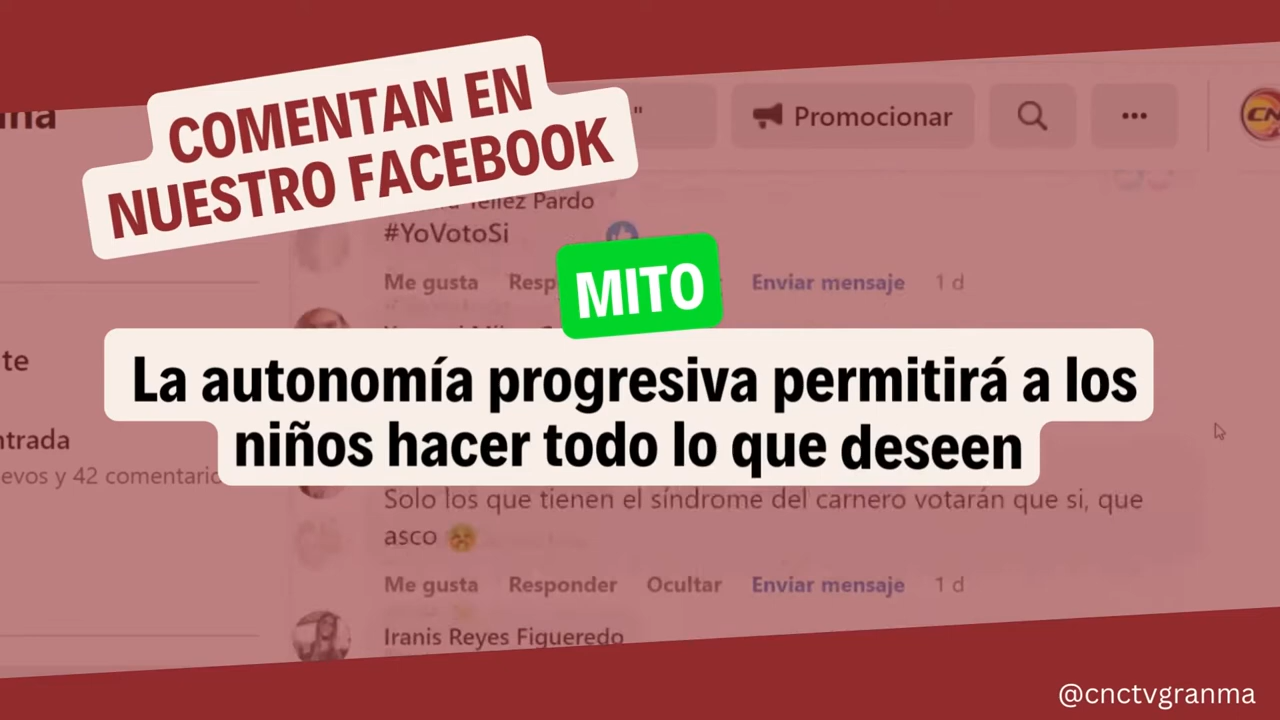 COMENTAN EN
NUESTRO FACEBOOK
Promocionar
Téllez Pardo
#YoVotoSi
Me gusta Enviar mensaje 1 d
MITO
La autonomía progresiva permitirá a los
niños hacer todo lo que deseen
Solo los que tienen el síndrome del carnero votarán que si, que
asco
Me gusta Responder Ocultar Enviar mensaje 1 d
Iranis Reyes Figueredo
@cnctvgranma